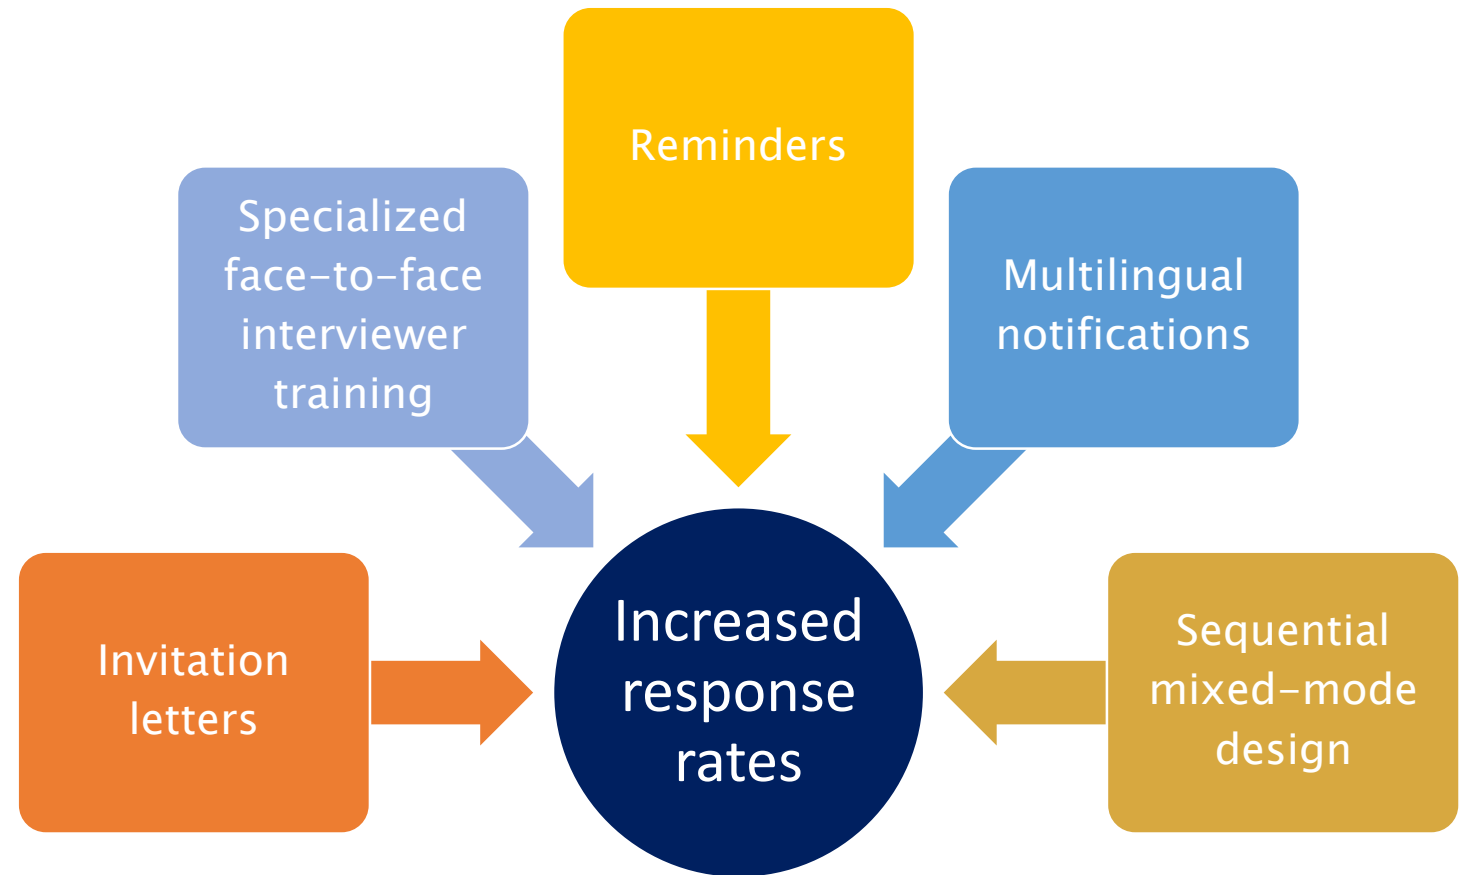 Reminders
Specialized
face-to-face
interviewer
training
Multilingual
notifications
Invitation
letters
Increased
response
rates
Sequential
mixed-mode
design